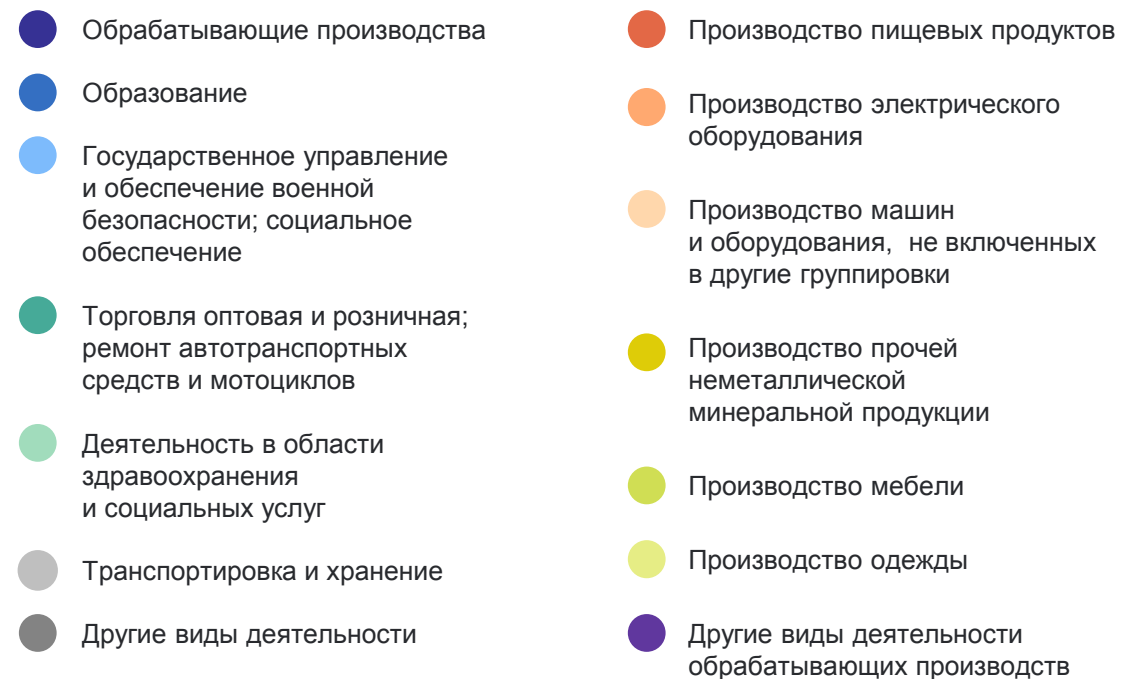 Обрабатывающие производства
Образование
Государственное управление
и обеспечение военной
безопасности; социальное
обеспечение
Торговля оптовая и розничная;
ремонт автотранспортных
средств и мотоциклов
Деятельность в области
здравоохранения
и социальных услуг
Транспортировка и хранение
Другие виды деятельности
Производство пищевых продуктов
Производство электрического
оборудования
Производство машин
и оборудования, не включенных
в другие группировки
Производство прочей
неметаллической
минеральной продукции
Производство мебели
Производство одежды
Другие виды деятельности
обрабатывающих производств